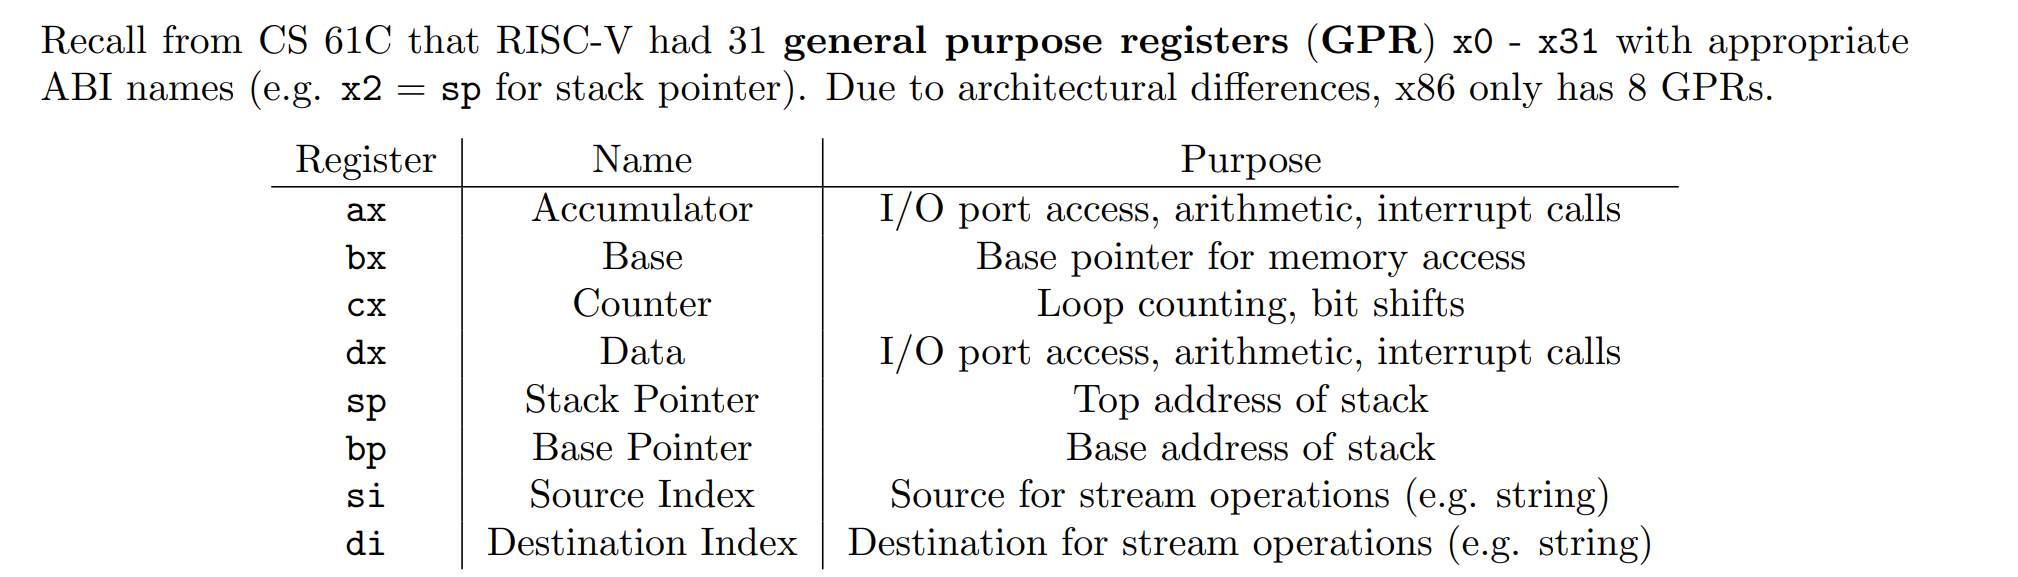 Recall from CS 61C that RISC-V had 31 general purpose registers (GPR) x0 - x31 with appropriate
ABI names (e.g. x2 = sp for stack pointer). Due to architectural differences, x86 only has 8 GPRs.
Register Name Purpose
ax Accumulator I/O port access, arithmetic, interrupt calls
bx Base Base pointer for memory access
cx Counter Loop counting, bit shifts
dx Data I/O port access, arithmetic, interrupt calls
sp Stack Pointer Top address of stack
bp Base Pointer Base address of stack
si Source Index Source for stream operations (e.g. string)
di Destination Index Destination for stream operations (e.g. string)